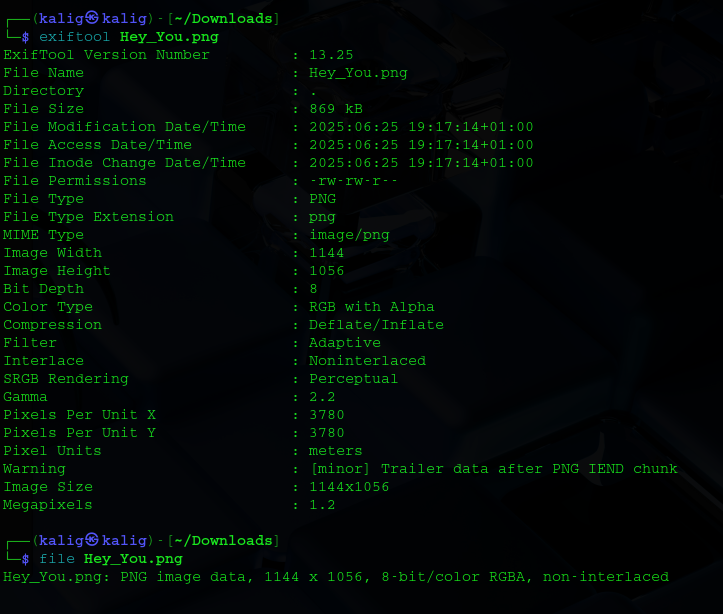 ┌──(kalig㉿kalig)-[~/Downloads]
└─$ exiftool Hey_You.png
ExifTool Version Number         : 13.25
File Name                       : Hey_You.png
Directory                       : .
File Size                       : 869 kB
File Modification Date/Time     : 2025:06:25 19:17:14+01:00
File Access Date/Time           : 2025:06:25 19:17:14+01:00
File Inode Change Date/Time     : 2025:06:25 19:17:14+01:00
File Permissions                : -rw-rw-r--
File Type                       : PNG
File Type Extension             : png
MIME Type                       : image/png
Image Width                     : 1144
Image Height                    : 1056
Bit Depth                       : 8
Color Type                      : RGB with Alpha
Compression                     : Deflate/Inflate
Filter                          : Adaptive
Interlace                       : Noninterlaced
SRGB Rendering                  : Perceptual
Gamma                           : 2.2
Pixels Per Unit X               : 3780
Pixels Per Unit Y               : 3780
Pixel Units                     : meters
Warning                         : [minor] Trailer data after PNG IEND chunk
Image Size                      : 1144x1056
Megapixels                      : 1.2
┌──(kalig㉿kalig)-[~/Downloads]
└─$ file Hey_You.png
Hey_You.png: PNG image data, 1144 x 1056, 8-bit/color RGBA, non-interlaced